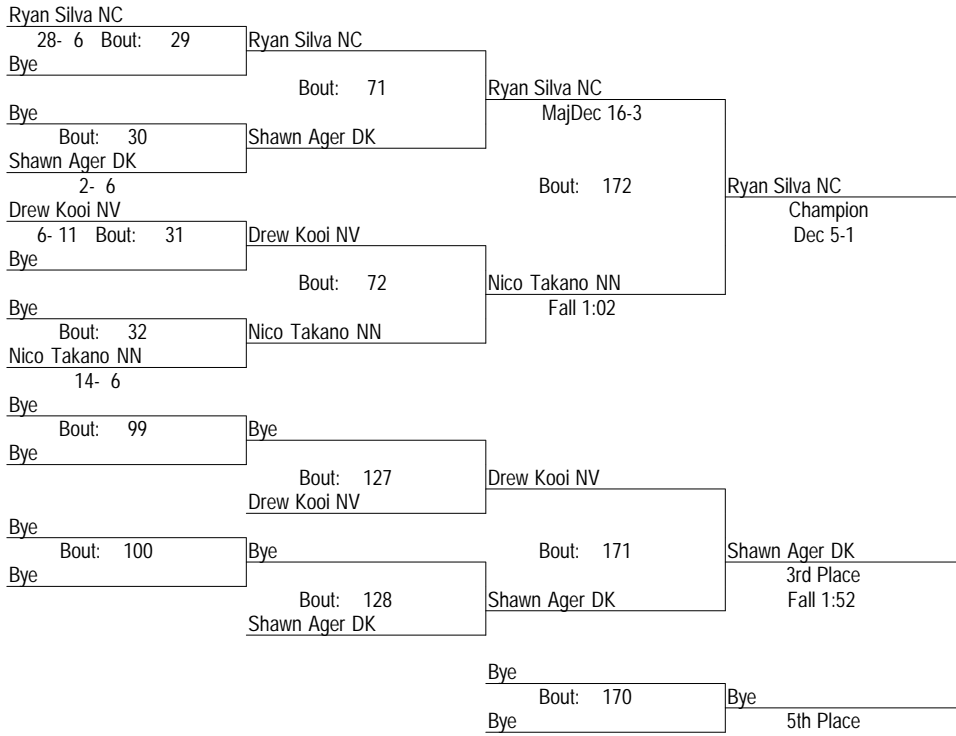 Ryan Silva NC
28- 6 Bout: 29
Ryan Silva NC
Bye
Bout: 71
Ryan Silva NC
Bye
MajDec 16-3
Bout: 30
Shawn Ager DK
Shawn Ager DK
2- 6
Bout: 172
Ryan Silva NC
Drew Kooi NV
Champion
6- 11 Bout: 31
Drew Kooi NV
Dec 5-1
Bye
Bout: 72
Nico Takano NN
Bye
Fall 1:02
Bout: 32
Nico Takano NN
Nico Takano NN
14- 6
Bye
Bout: 99
Bye
Bye
Bout: 127
Drew Kooi NV
Drew Kooi NV
Bye
Bout: 100
Bye
Bout: 171
Shawn Ager DK
Bye
3rd Place
Bout: 128
Shawn Ager DK
Fall 1:52
Shawn Ager DK
Bye
Bout: 170
Bye
Bye
5th Place